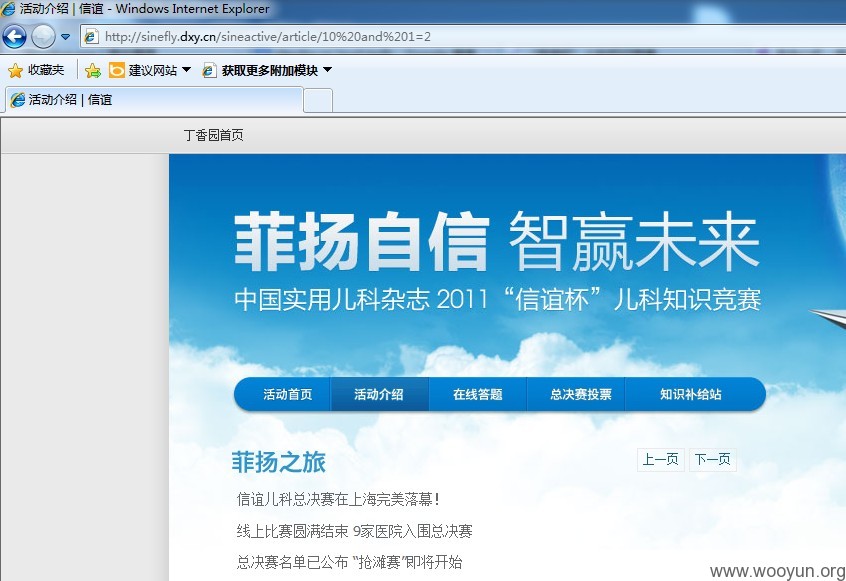 活动介绍 | 信谊 - Windows Internet Explorer
http://sinefly.dxy.cn/sineactive/article/10%20and%201=2
收藏夹 建议网站 获取更多附加模块
活动介绍 | 信谊
丁香园首页
菲扬自信 智赢未来
中国实用儿科杂志 2011 “信谊杯” 儿科知识竞赛
活动首页 活动介绍 在线答题 总决赛投票 知识补给站
菲扬之旅 上一页 下一页
信谊儿科总决赛在上海完美落幕！
线上比赛圆满结束 9家医院入围总决赛
总决赛名单已公布 “抢滩赛”即将开始
www.wooyun.org